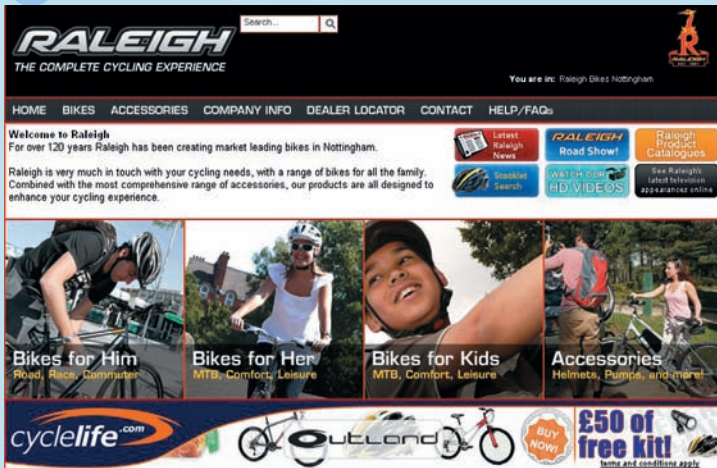 Search...
RALEIGH
THE COMPLETE CYCLING EXPERIENCE
R
RALEIGH
You are in: Raleigh Bikes Nottingham
HOME BIKES ACCESSORIES COMPANY INFO DEALER LOCATOR CONTACT HELP/FAQs
Welcome to Raleigh
For over 120 years Raleigh has been creating market leading bikes in Nottingham.
Raleigh is very much in touch with your cycling needs, with a range of bikes for all the family.
Combined with the most comprehensive range of accessories, our products are all designed to
enhance your cycling experience.
Latest
Raleigh
News
RALEIGH
Road Show!
Raleigh
Product
Catalogues
Stockist
Search
WATCH OUR
HD VIDEOS
See Raleigh's
latest television
appearances online
Bikes for Him
Road, Race, Commuter
Bikes for Her
MTB, Comfort, Leisure
Bikes for Kids
MTB, Comfort, Leisure
Accessories
Helmets, Pumps, and more!
cyclelife.com
Outland
BUY
NOW!
£50 of
free kit!
terms and conditions apply